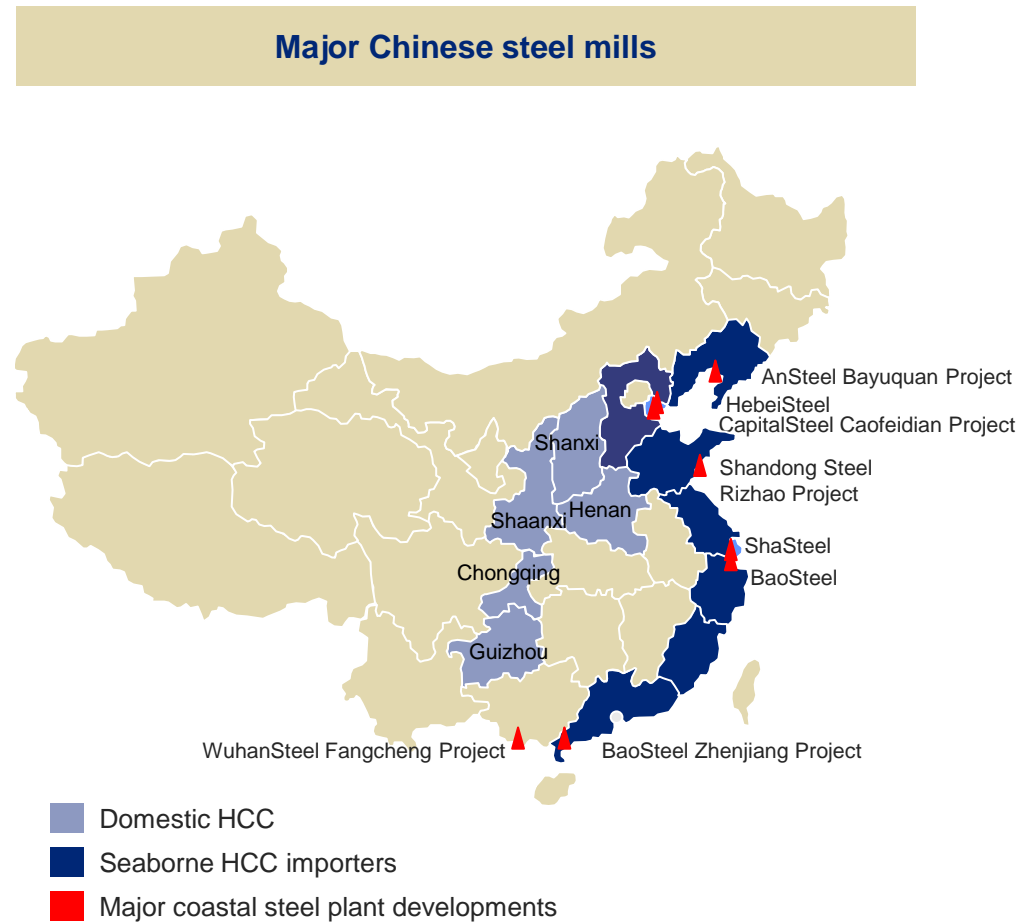 Major Chinese steel mills
AnSteel Bayuquan Project
HebeiSteel
CapitalSteel Caofeidian Project
Shanxi
Shandong Steel
Rizhao Project
Henan
Shaanxi
ShaSteel
Chongqing
BaoSteel
Guizhou
WuhanSteel Fangcheng Project
BaoSteel Zhenjiang Project
Domestic HCC
Seaborne HCC importers
Major coastal steel plant developments